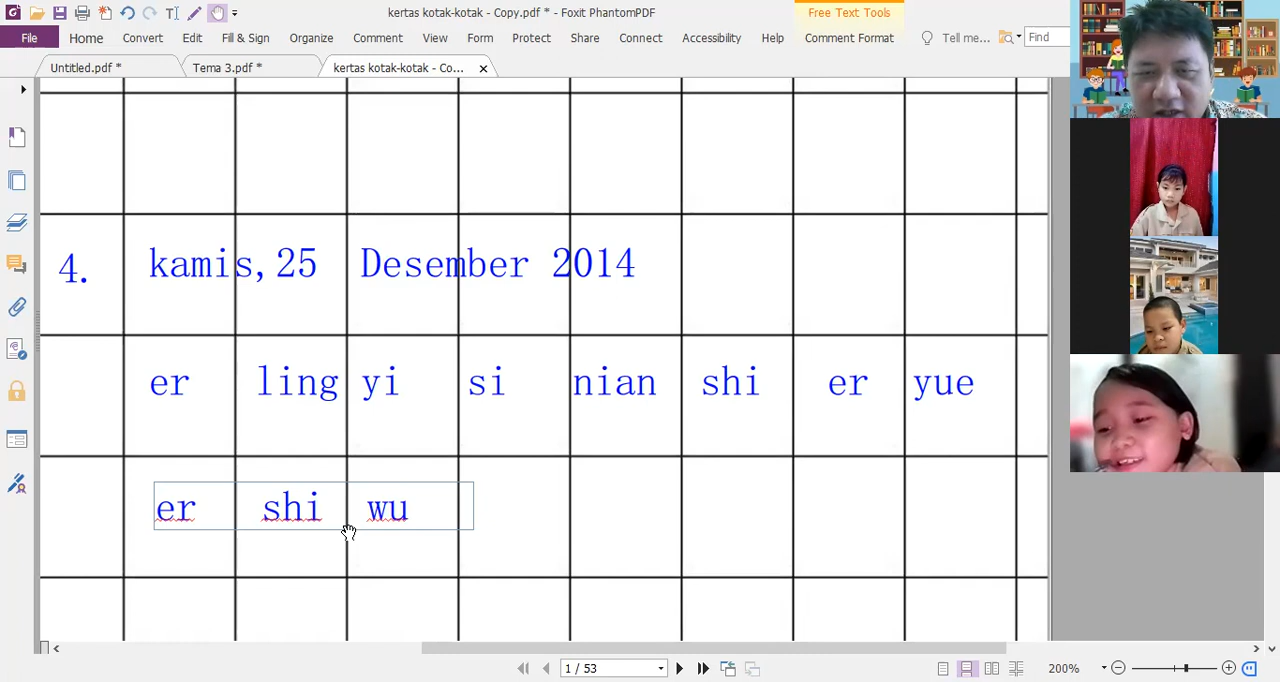 kertas kotak-kotak - Copy.pdf * - Foxit PhantomPDF
Free Text Tools
File Home Convert Edit Fill & Sign Organize Comment View Form Protect Share Connect Accessibility Help Comment Format Tell me... Find
Untitled.pdf * Tema 3.pdf * kertas kotak-kotak - Co...
4. kamis,25 Desember 2014
er ling yi si nian shi er yue
er shi wu
1 / 53
200%